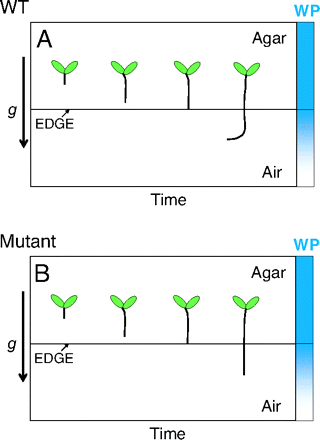 WT
WP
A
Agar
g
EDGE
Air
Time
Mutant
WP
B
Agar
g
EDGE
Air
Time